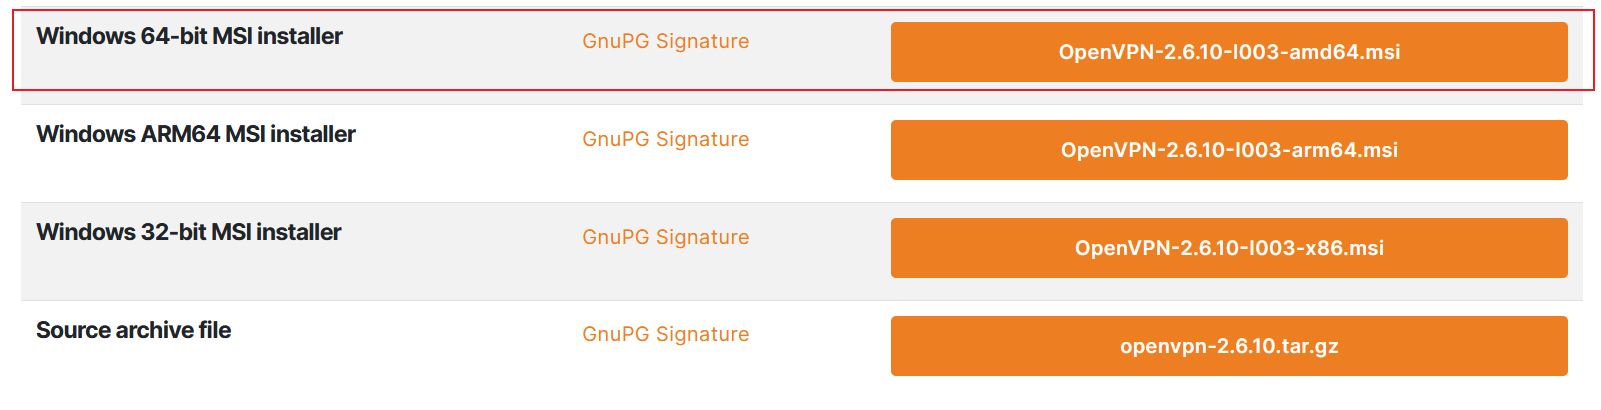 Windows 64-bit MSI installer GnuPG Signature OpenVPN-2.6.10-I003-amd64.msi
Windows ARM64 MSI installer GnuPG Signature OpenVPN-2.6.10-I003-arm64.msi
Windows 32-bit MSI installer GnuPG Signature OpenVPN-2.6.10-I003-x86.msi
Source archive file GnuPG Signature openvpn-2.6.10.tar.gz